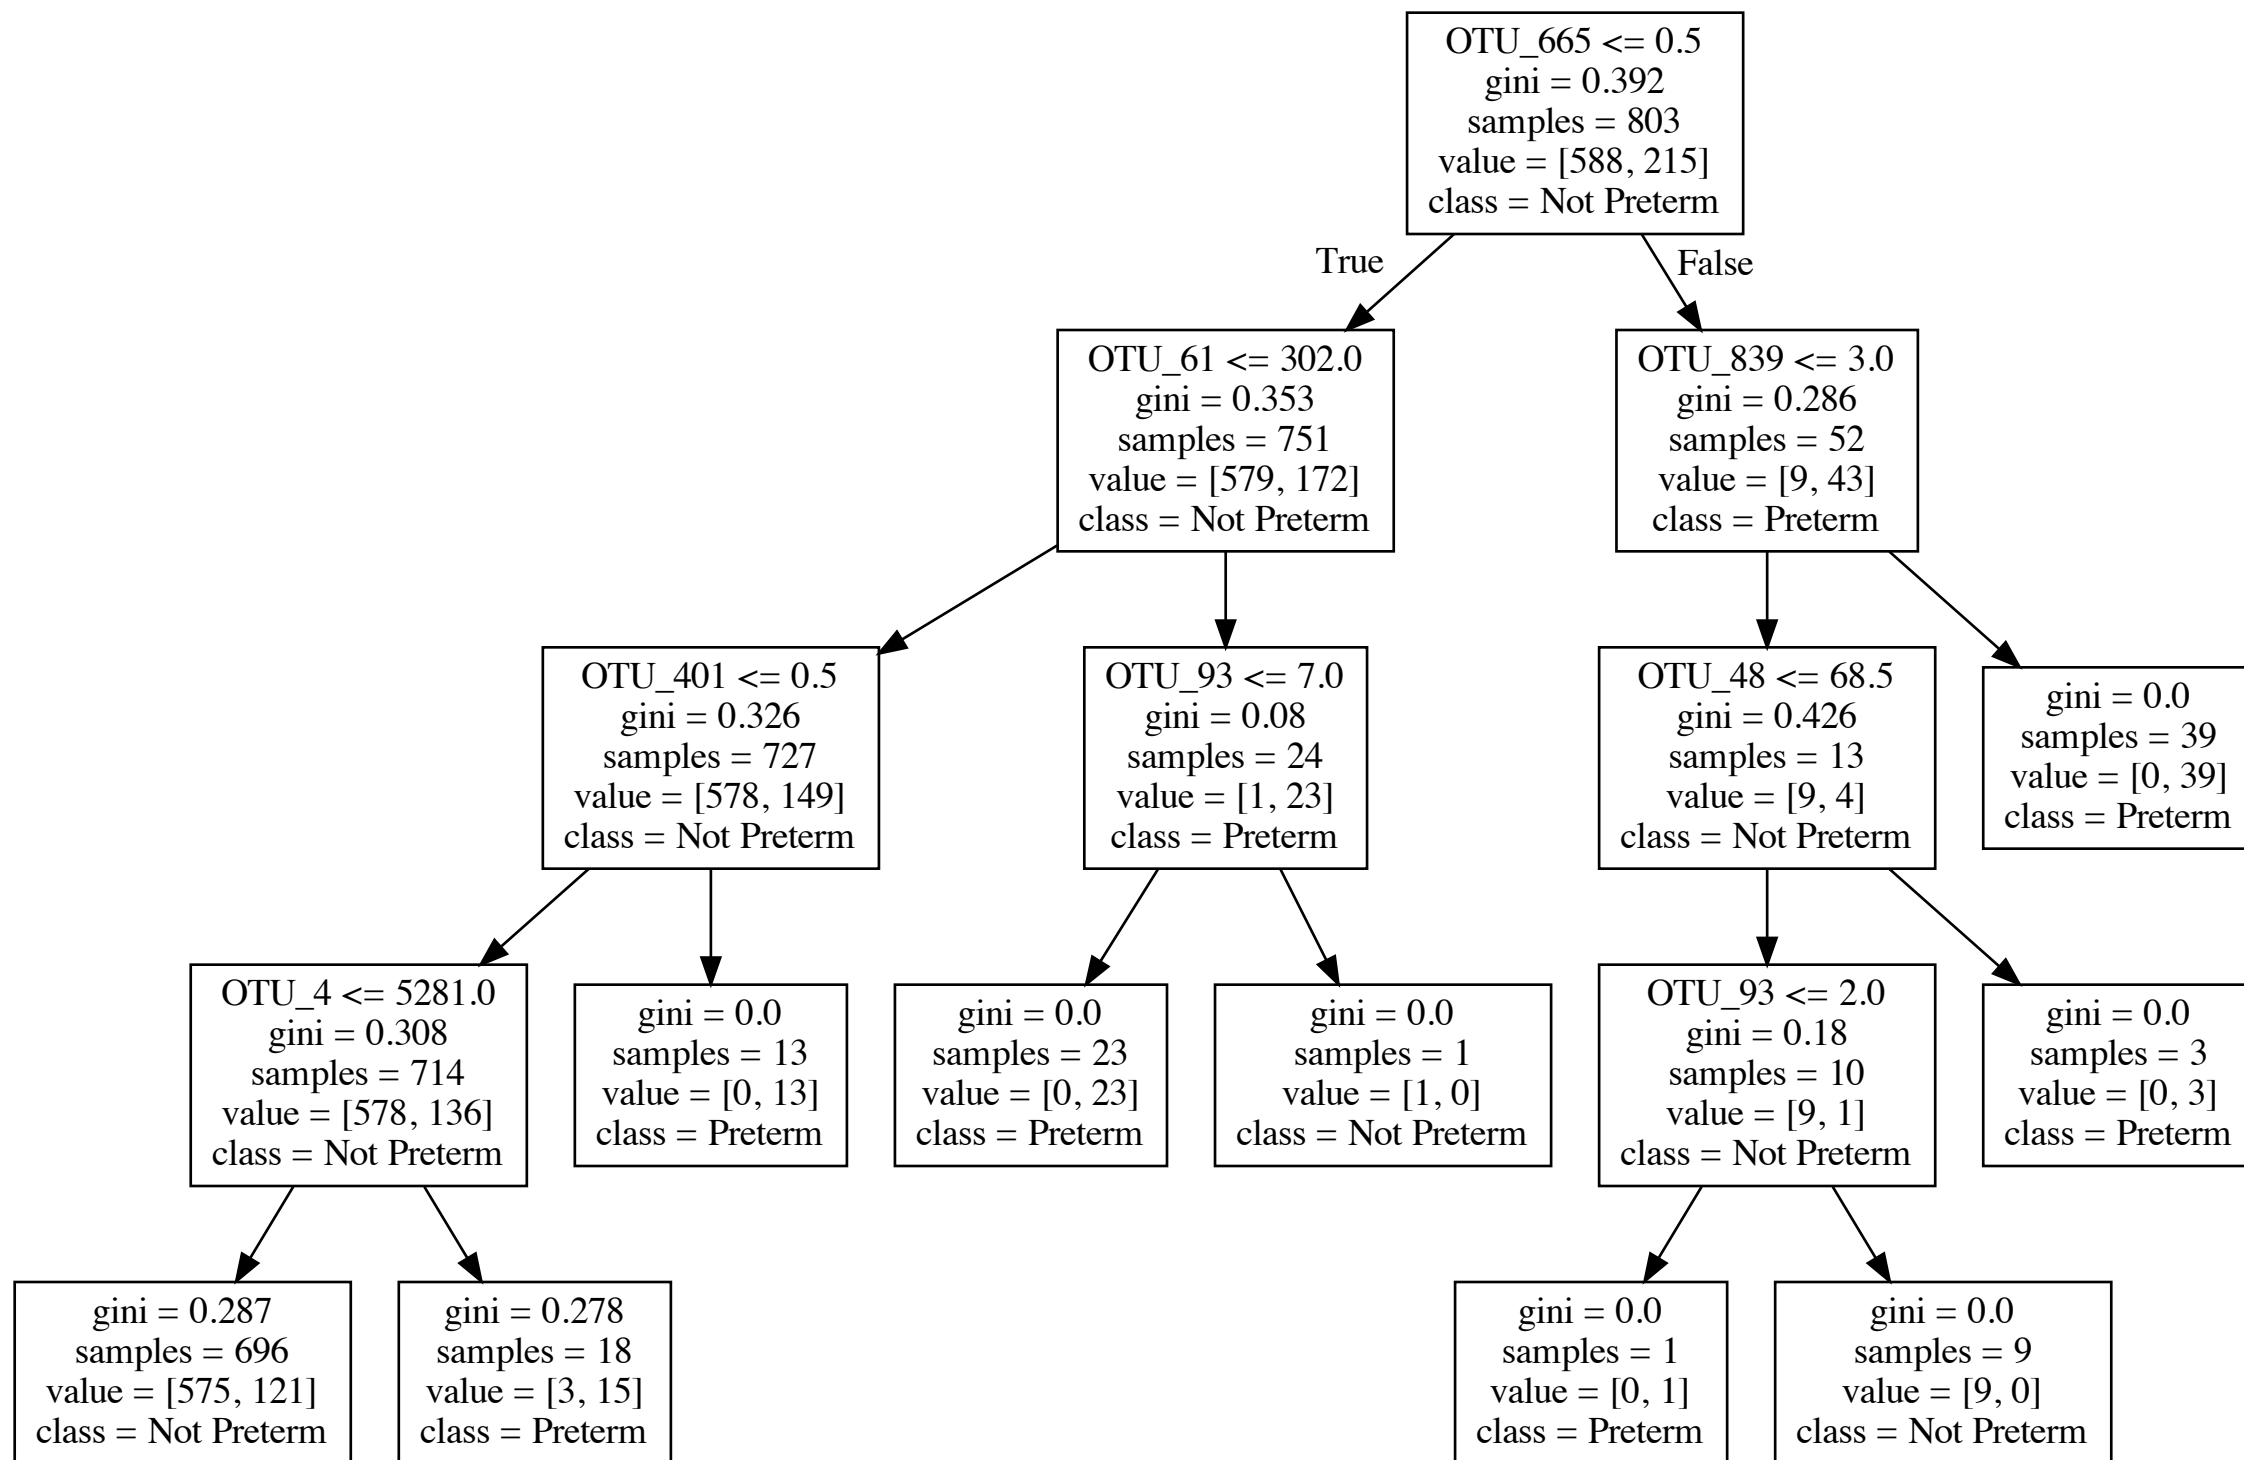 OTU_665 <= 0.5
gini = 0.392
samples = 803
value = [588, 215]
class = Not Preterm
True
False
OTU_61 <= 302.0
gini = 0.353
samples = 751
value = [579, 172]
class = Not Preterm
OTU_839 <= 3.0
gini = 0.286
samples = 52
value = [9, 43]
class = Preterm
OTU_401 <= 0.5
gini = 0.326
samples = 727
value = [578, 149]
class = Not Preterm
OTU_93 <= 7.0
gini = 0.08
samples = 24
value = [1, 23]
class = Preterm
OTU_48 <= 68.5
gini = 0.426
samples = 13
value = [9, 4]
class = Not Preterm
gini = 0.0
samples = 39
value = [0, 39]
class = Preterm
OTU_4 <= 5281.0
gini = 0.308
samples = 714
value = [578, 136]
class = Not Preterm
gini = 0.0
samples = 13
value = [0, 13]
class = Preterm
gini = 0.0
samples = 23
value = [0, 23]
class = Preterm
gini = 0.0
samples = 1
value = [1, 0]
class = Not Preterm
OTU_93 <= 2.0
gini = 0.18
samples = 10
value = [9, 1]
class = Not Preterm
gini = 0.0
samples = 3
value = [0, 3]
class = Preterm
gini = 0.287
samples = 696
value = [575, 121]
class = Not Preterm
gini = 0.278
samples = 18
value = [3, 15]
class = Preterm
gini = 0.0
samples = 1
value = [0, 1]
class = Preterm
gini = 0.0
samples = 9
value = [9, 0]
class = Not Preterm